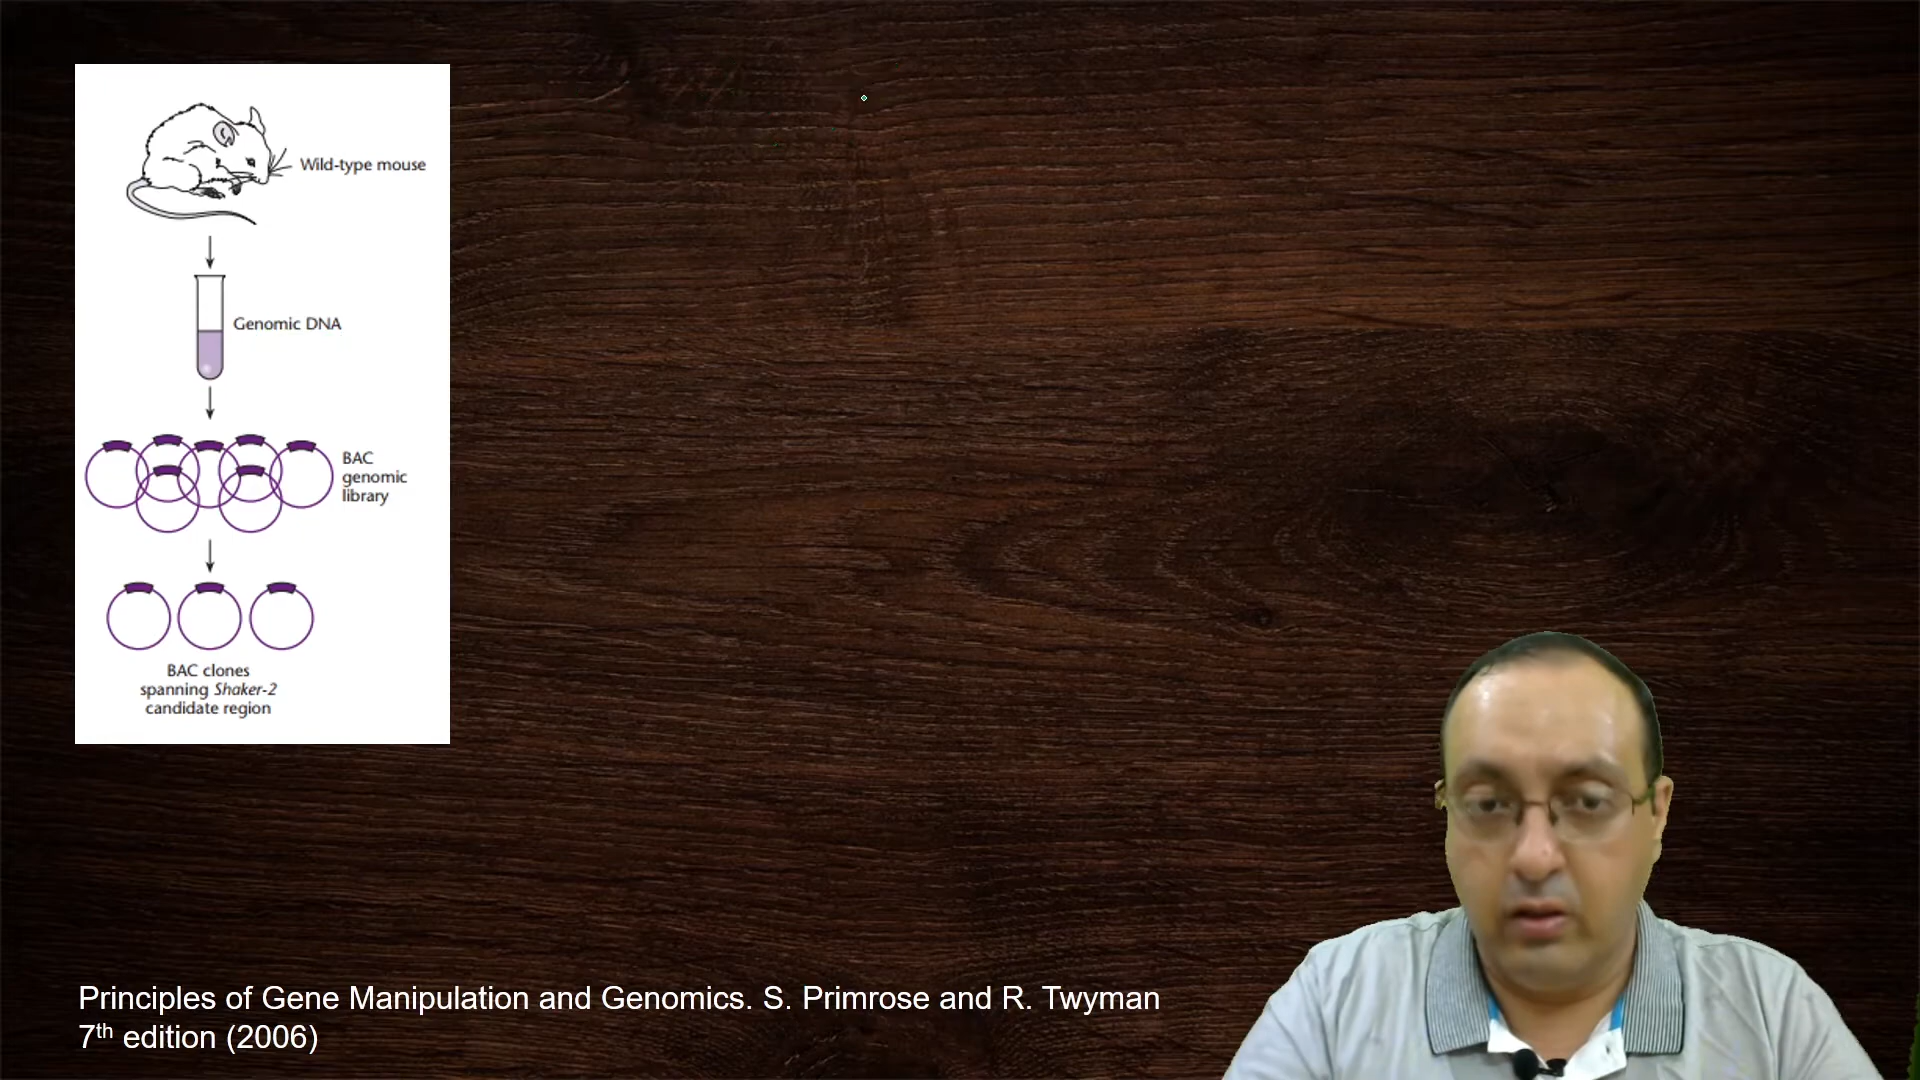 Wild-type mouse
Genomic DNA
BAC
genomic
library
BAC clones
spanning Shaker-2
candidate region
Principles of Gene Manipulation and Genomics. S. Primrose and R. Twyman
7th edition (2006)